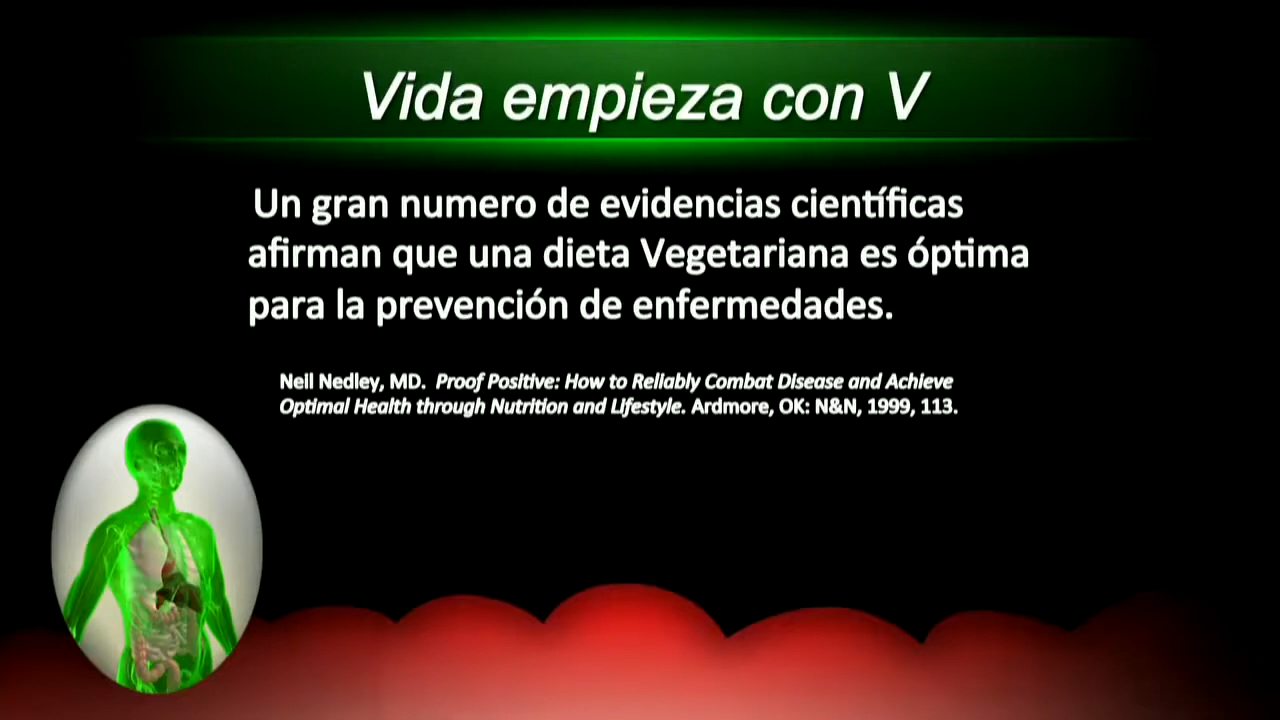 Vida empieza con V
Un gran numero de evidencias científicas
afirman que una dieta Vegetariana es óptima
para la prevención de enfermedades.
Neil Nedley, MD. Proof Positive: How to Reliably Combat Disease and Achieve
Optimal Health through Nutrition and Lifestyle. Ardmore, OK: N&N, 1999, 113.